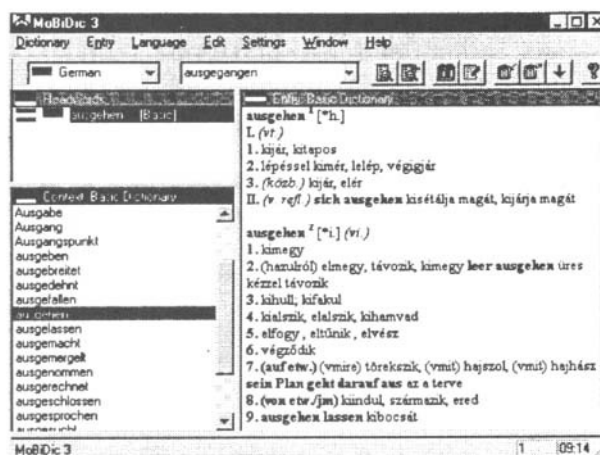 MoBiDic 3
Dictionary Entry Language Edit Settings Window Help
German ausgegangen
Headwords
ausgehen [Basic]
Context: Basic Dictionary
Ausgabe
Ausgang
Ausgangspunkt
ausgeben
ausgebreitet
ausgedehnt
ausgefallen
ausgehen
ausgelassen
ausgemacht
ausgemergelt
ausgenommen
ausgerechnet
ausgeschlossen
ausgesprochen
ausgesucht
Entry: Basic Dictionary
ausgehen ¹ [*h.]
I. (vt.)
1. kijár, kitapos
2. lépéssel kimér, lelép, végigjár
3. (közb.) kijár, elér
II. (v. refl.) sich ausgehen kisétálja magát, kijárja magát
ausgehen ² [*i.] (vi.)
1. kimegy
2. (hazulról) elmegy, távozik, kimegy leer ausgehen üres
kézzel távozik
3. kihull; kifakul
4. kialszik, elalszik, kihamvad
5. elfogy , eltűnik , elvész
6. végződik
7. (auf etw.) (vmire) törekszik, (vmit) hajszol, (vmit) hajhász
sein Plan geht darauf aus az a terve
8. (von etw./jm) kiindul, származik, ered
9. ausgehen lassen kibocsát
MoBiDic 3 1 09:14